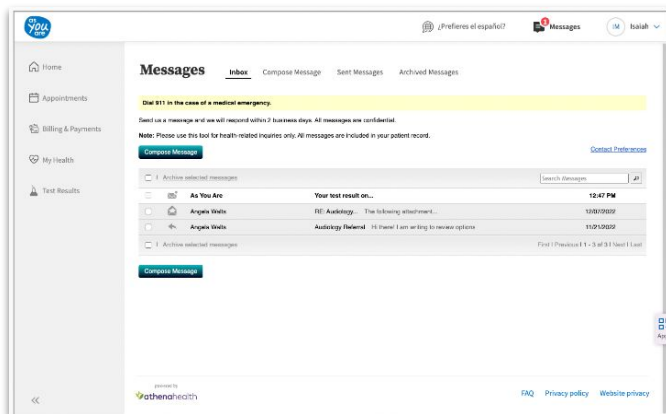 as
you
are
¿Prefieres el español?
1
Messages
IM
Isaiah
Home
Appointments
Billing & Payments
My Health
Test Results
Messages
Inbox
Compose Message
Sent Messages
Archived Messages
Dial 911 in the case of a medical emergency.
Send us a message and we will respond within 2 business days. All messages are confidential.
Note: Please use this tool for health-related inquiries only. All messages are included in your patient record.
Compose Message
Contact Preferences
Archive selected messages
Search Messages
As You Are Your test result on... 12:47 PM
Angela Walts RE: Audiology... The following attachment... 12/07/2022
Angela Walts Audiology Referral Hi there! I am writing to review options 11/21/2022
Archive selected messages
First | Previous | 1 - 3 of 3 | Next | Last
Compose Message
powered by
athenahealth
FAQ
Privacy policy
Website privacy